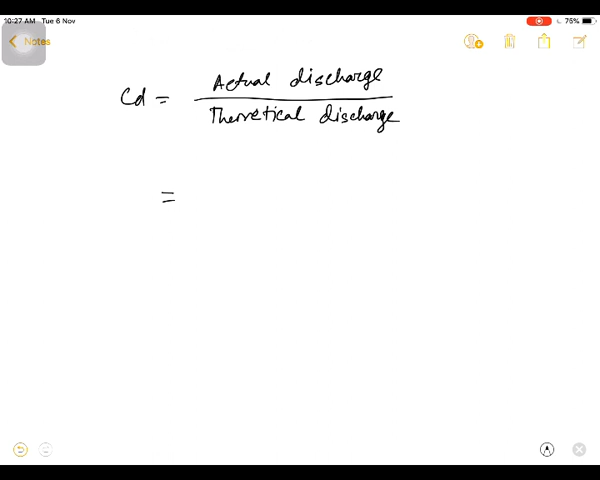 10:27 AM Tue 6 Nov
75%
Notes
Cd = Actual discharge
Theoretical discharge
=